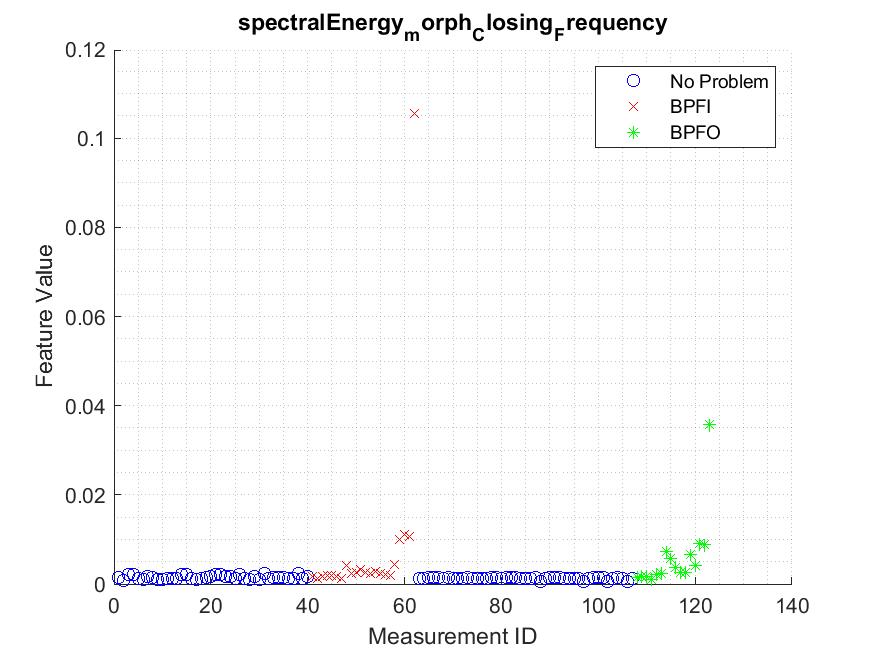 spectralEnergy_morph_Closing_Frequency
0.12
0.1
0.08
0.06
0.04
0.02
0
Feature Value
No Problem
BPFI
BPFO
0 20 40 60 80 100 120 140
Measurement ID